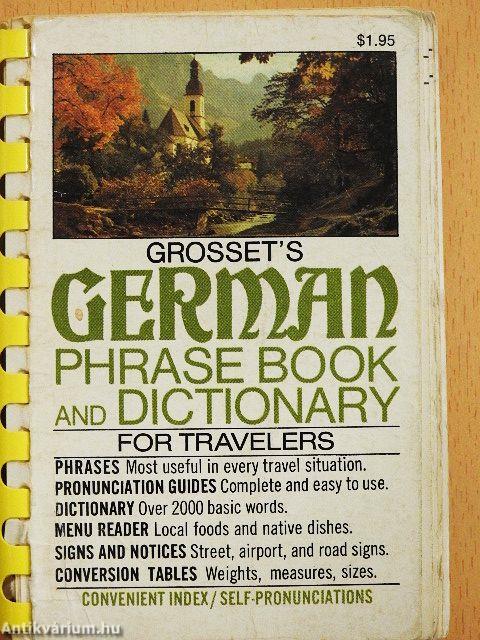 $1.95
GROSSET'S
GERMAN
PHRASE BOOK
AND DICTIONARY
FOR TRAVELERS
PHRASES Most useful in every travel situation.
PRONUNCIATION GUIDES Complete and easy to use.
DICTIONARY Over 2000 basic words.
MENU READER Local foods and native dishes.
SIGNS AND NOTICES Street, airport, and road signs.
CONVERSION TABLES Weights, measures, sizes.
CONVENIENT INDEX/SELF-PRONUNCIATIONS
Antikvárium.hu